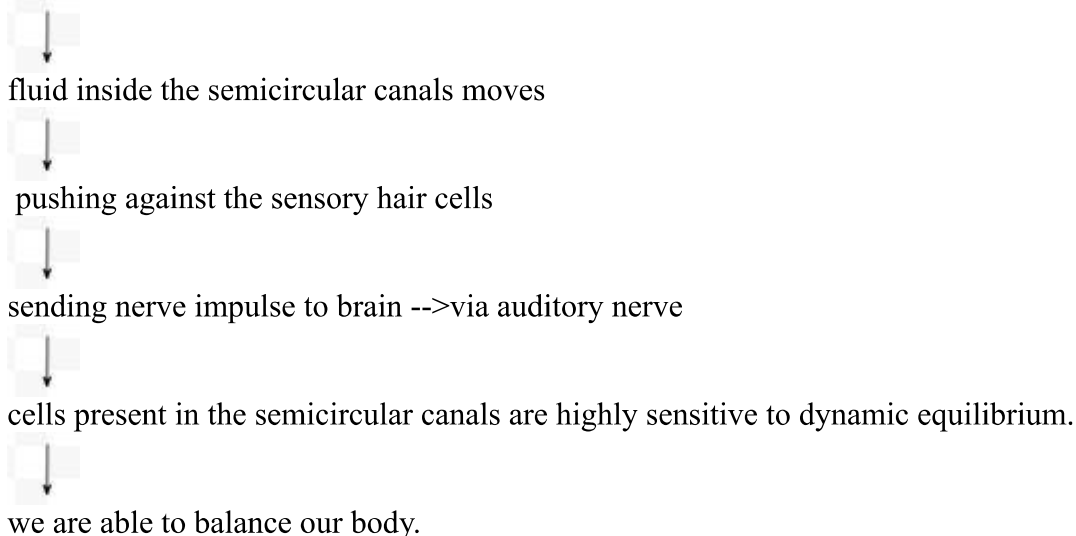 fluid inside the semicircular canals moves
pushing against the sensory hair cells
sending nerve impulse to brain -->via auditory nerve
cells present in the semicircular canals are highly sensitive to dynamic equilibrium.
we are able to balance our body.